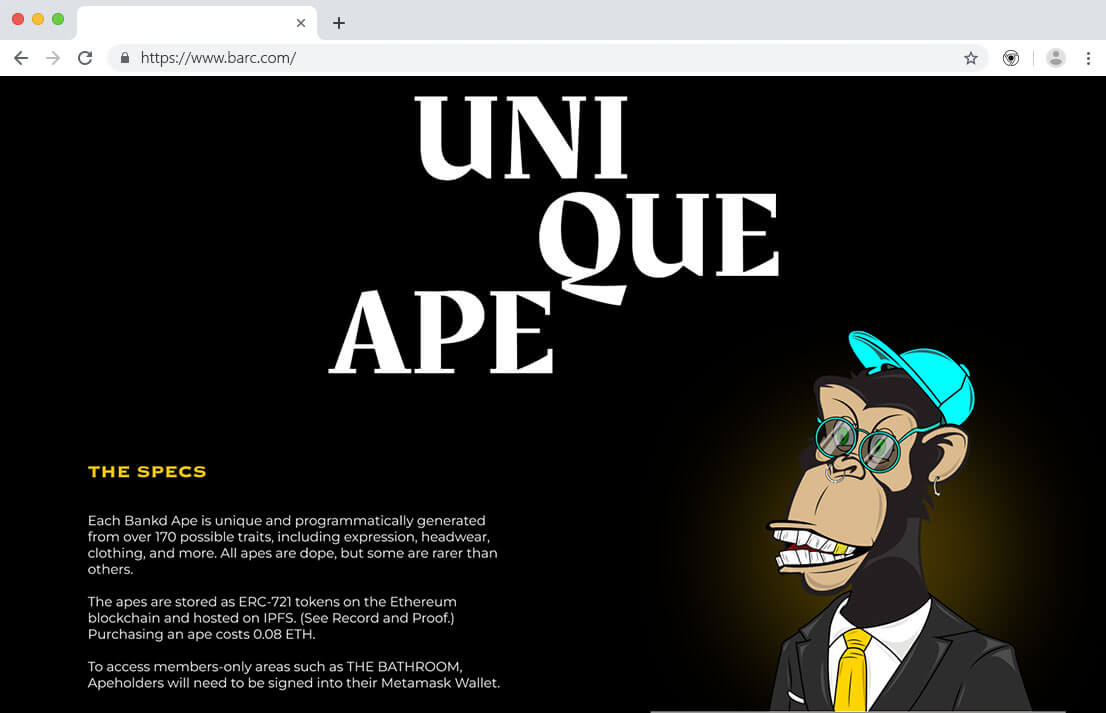 https://www.barc.com/
UNI
QUE
APE
THE SPECS
Each Bankd Ape is unique and programmatically generated
from over 170 possible traits, including expression, headwear,
clothing, and more. All apes are dope, but some are rarer than
others.
The apes are stored as ERC-721 tokens on the Ethereum
blockchain and hosted on IPFS. (See Record and Proof.)
Purchasing an ape costs 0.08 ETH.
To access members-only areas such as THE BATHROOM,
Apeholders will need to be signed into their Metamask Wallet.